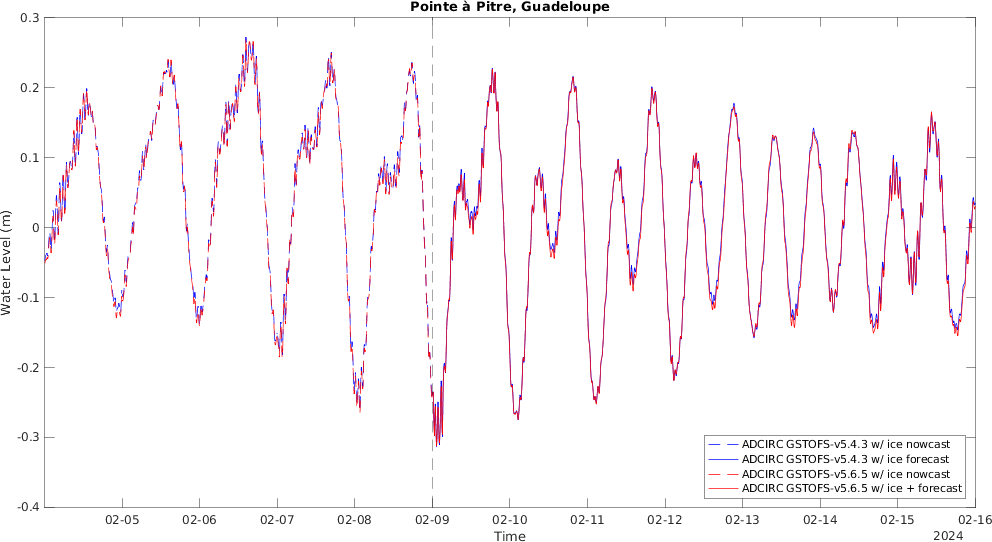 Pointe à Pitre, Guadeloupe
0.3
0.2
0.1
0
-0.1
-0.2
-0.3
-0.4
Water Level (m)
ADCIRC GSTOFS-v5.4.3 w/ ice nowcast
ADCIRC GSTOFS-v5.4.3 w/ ice forecast
ADCIRC GSTOFS-v5.6.5 w/ ice nowcast
ADCIRC GSTOFS-v5.6.5 w/ ice + forecast
02-05 02-06 02-07 02-08 02-09 02-10 02-11 02-12 02-13 02-14 02-15 02-16
Time
2024